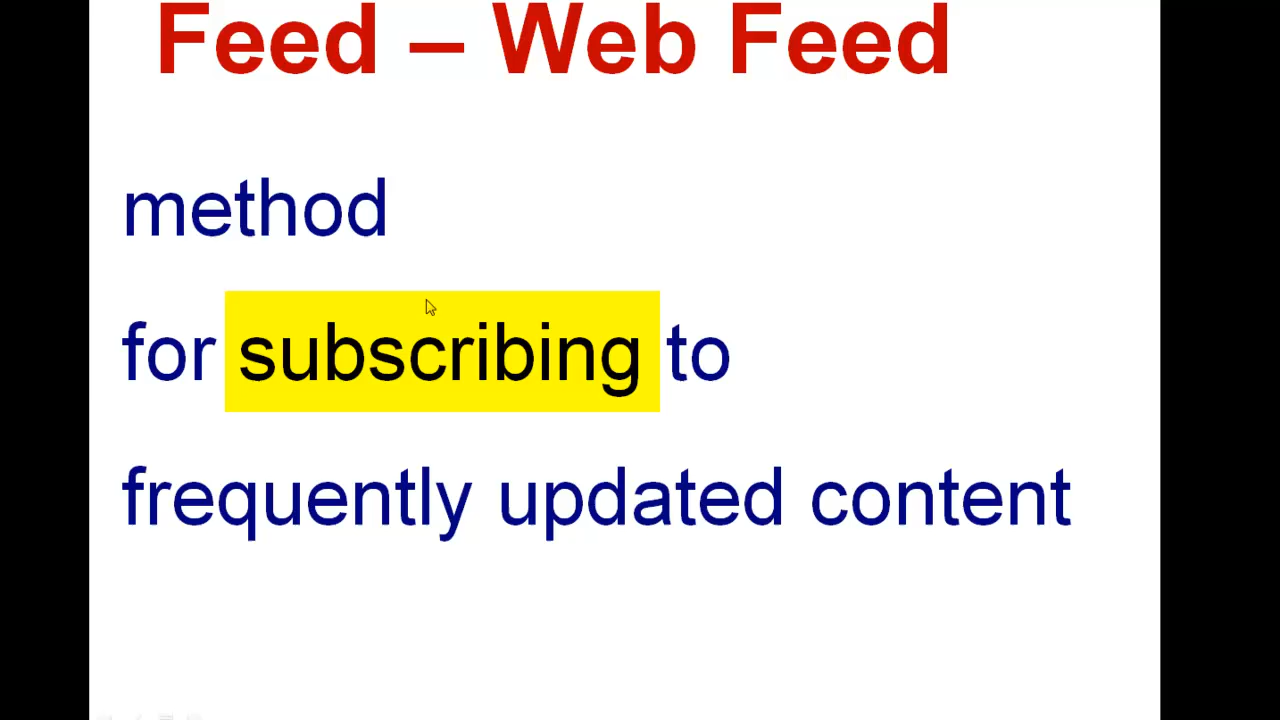 Feed – Web Feed
method
for subscribing to
frequently updated content